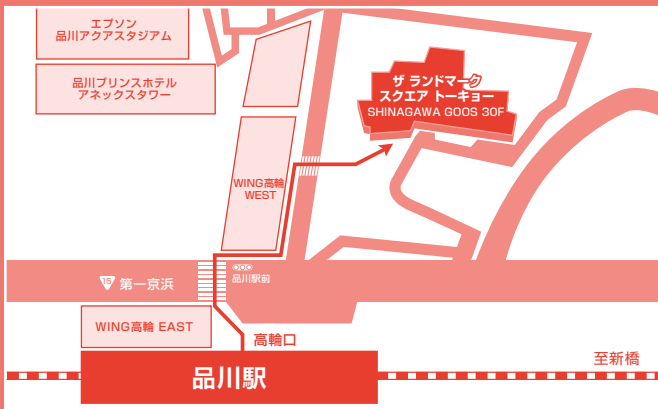 エプソン
品川アクアスタジアム
品川プリンスホテル
アネックスタワー
ザ ランドマーク
スクエア トーキョー
SHINAGAWA GOOS 30F
WING高輪
WEST
15 第一京浜
品川駅前
WING高輪 EAST
高輪口
至新橋
品川駅